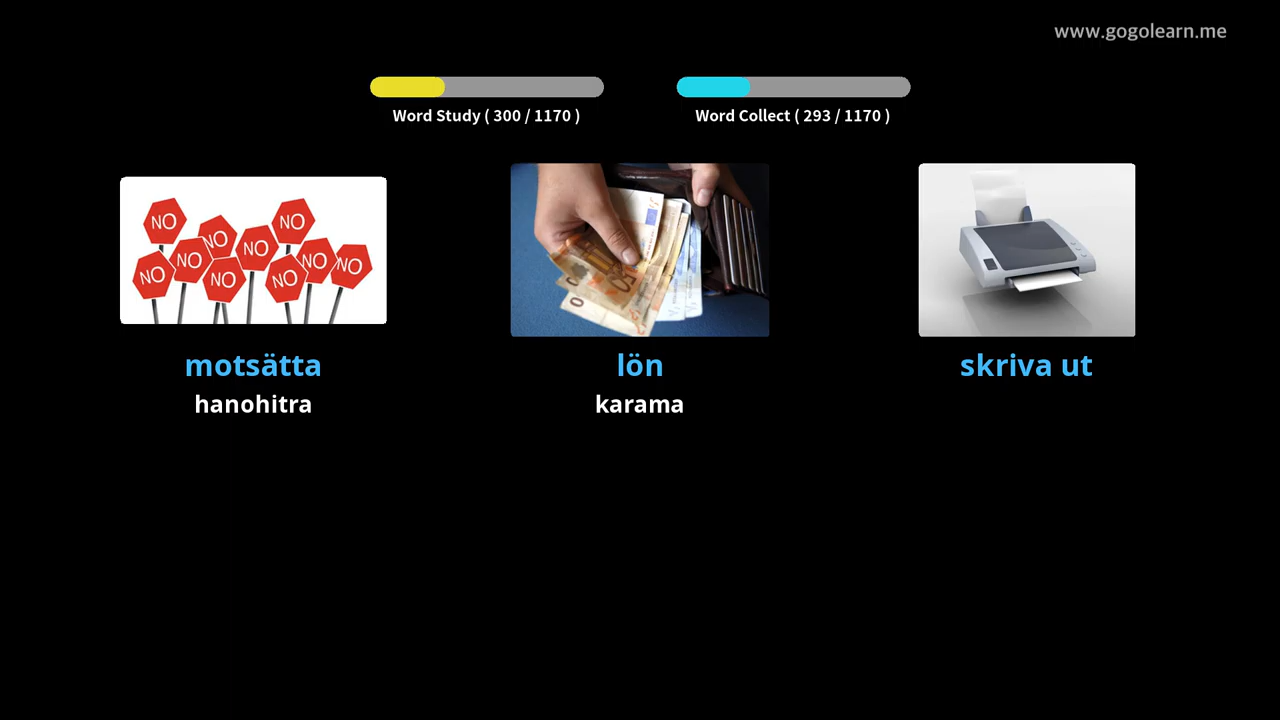 www.gogolearn.me
Word Study ( 300 / 1170 )
Word Collect ( 293 / 1170 )
NO
NO
NO
NO
NO
NO
NO
NO
NO
NO
50
motsätta
hanohitra
lön
karama
skriva ut